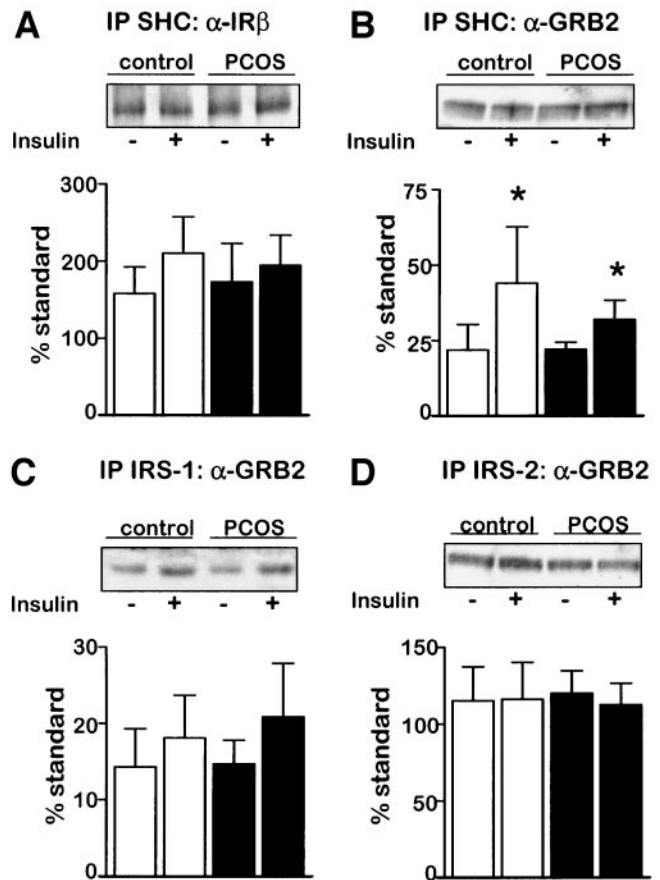 A IP SHC: α-IRβ
control PCOS
Insulin - + - +
300
200
100
0
% standard
B IP SHC: α-GRB2
control PCOS
Insulin - + - +
75
50
25
0
% standard
* *
C IP IRS-1: α-GRB2
control PCOS
Insulin - + - +
30
20
10
0
% standard
D IP IRS-2: α-GRB2
control PCOS
Insulin - + - +
150
100
50
0
% standard